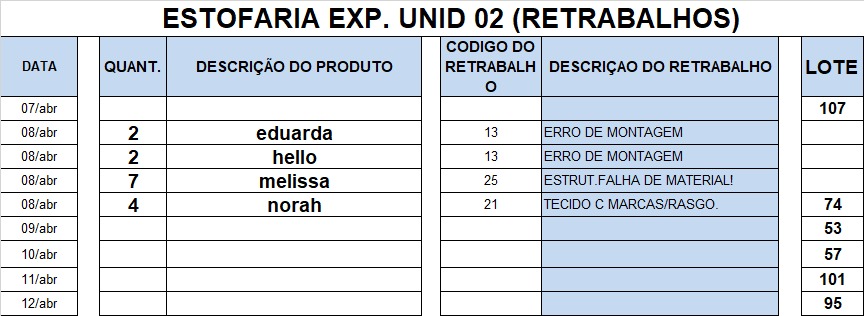 ESTOFARIA EXP. UNID 02 (RETRABALHOS)
DATA QUANT. DESCRIÇÃO DO PRODUTO CODIGO DO RETRABALHO DESCRIÇAO DO RETRABALHO LOTE
07/abr 107
08/abr 2 eduarda 13 ERRO DE MONTAGEM
08/abr 2 hello 13 ERRO DE MONTAGEM
08/abr 7 melissa 25 ESTRUT.FALHA DE MATERIAL!
08/abr 4 norah 21 TECIDO C MARCAS/RASGO. 74
09/abr 53
10/abr 57
11/abr 101
12/abr 95